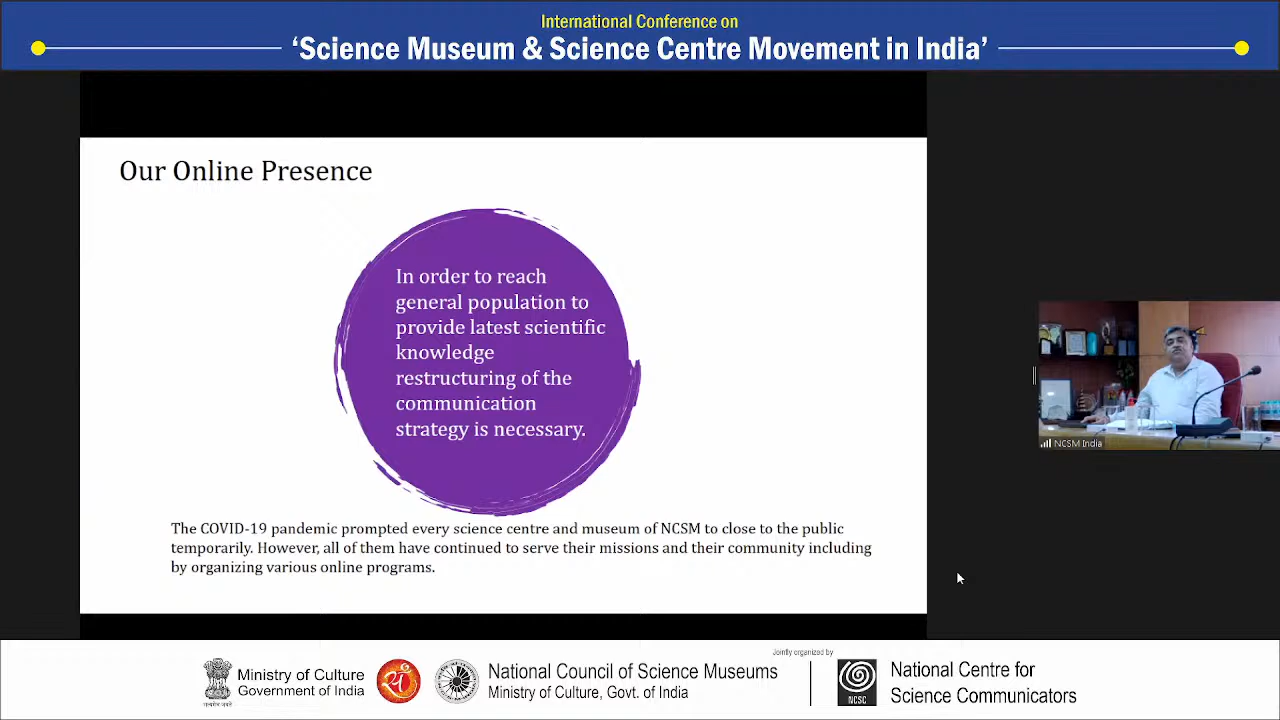 International Conference on
‘Science Museum & Science Centre Movement in India’
Our Online Presence
In order to reach
general population to
provide latest scientific
knowledge
restructuring of the
communication
strategy is necessary.
The COVID-19 pandemic prompted every science centre and museum of NCSM to close to the public
temporarily. However, all of them have continued to serve their missions and their community including
by organizing various online programs.
NCSM India
Jointly organized by
Ministry of Culture
Government of India
सत्यमेव जयते
National Council of Science Museums
Ministry of Culture, Govt. of India
NCSC
National Centre for
Science Communicators